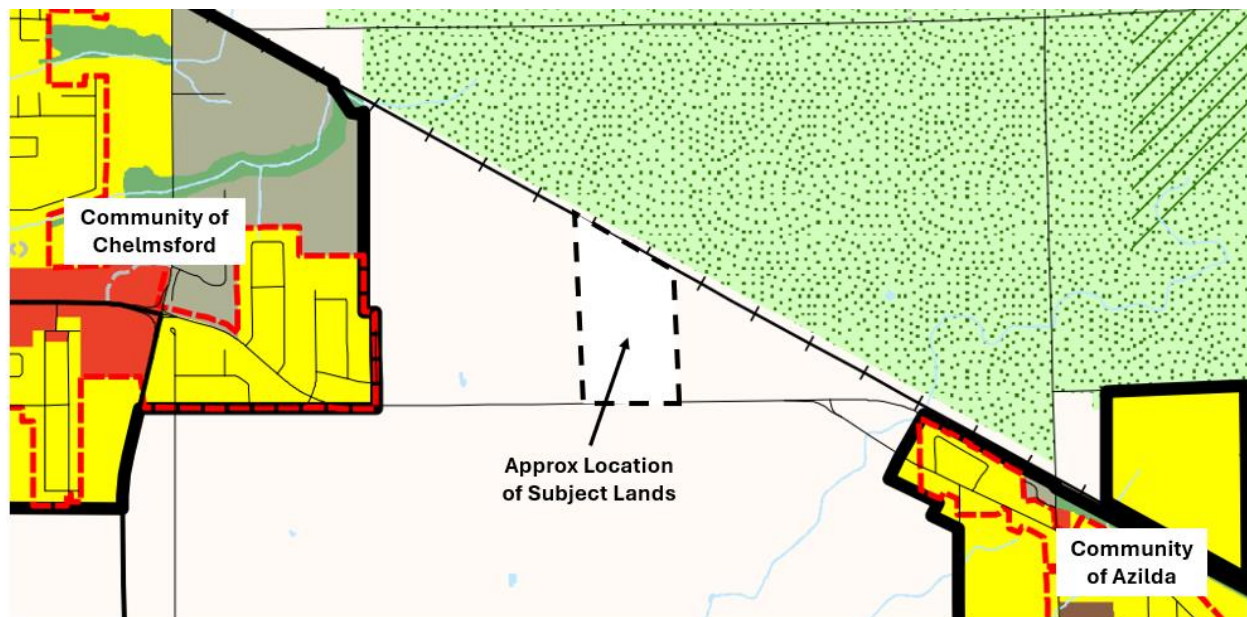 Community of
Chelmsford
Approx Location
of Subject Lands
Community
of Azilda